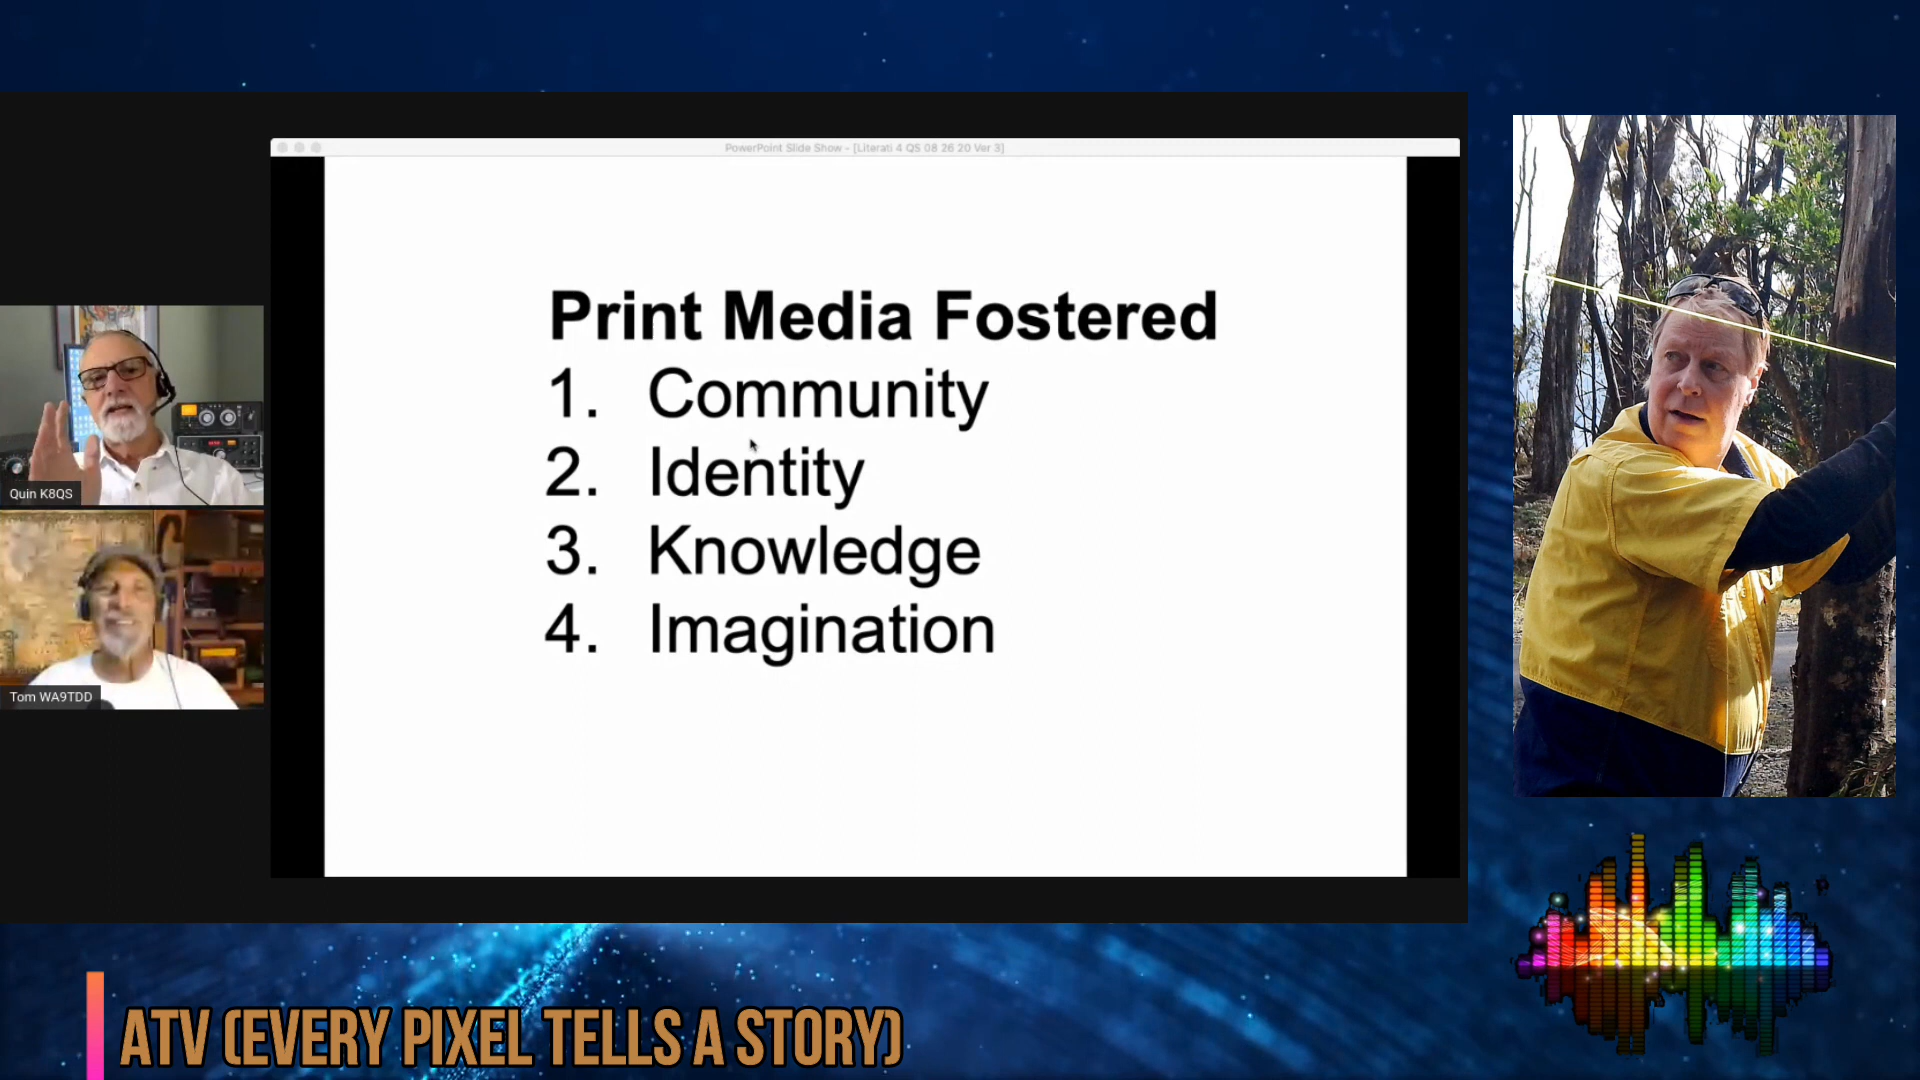 PowerPoint Slide Show - [Literati 4 QS 08 26 20 Ver 3]
Print Media Fostered
1. Community
2. Identity
3. Knowledge
4. Imagination
Quin K8QS
Tom WA9TDD
ATV (EVERY PIXEL TELLS A STORY)